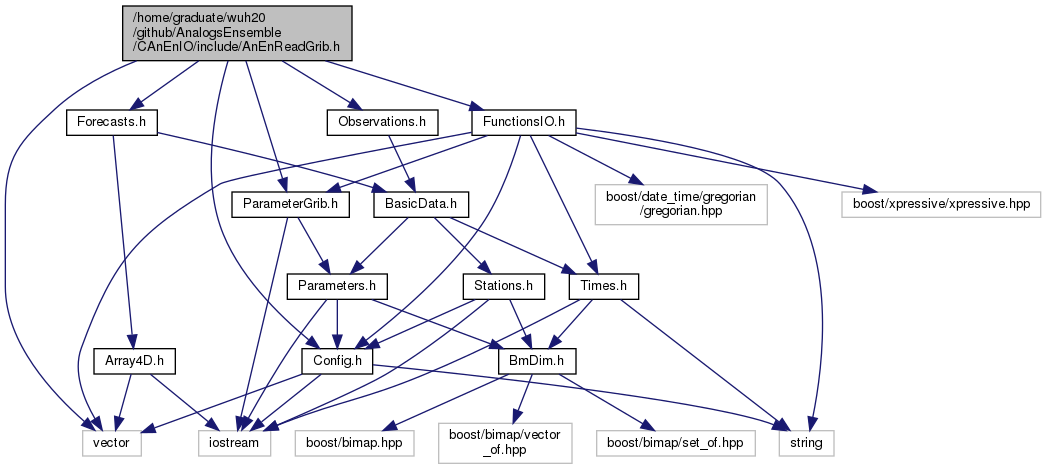 /home/graduate/wuh20
/github/AnalogsEnsemble
/CAnEnIO/include/AnEnReadGrib.h
Forecasts.h
Observations.h
FunctionsIO.h
ParameterGrib.h
BasicData.h
boost/date_time/gregorian
/gregorian.hpp
boost/xpressive/xpressive.hpp
Parameters.h
Stations.h
Times.h
Array4D.h
Config.h
BmDim.h
vector
iostream
boost/bimap.hpp
boost/bimap/vector
_of.hpp
boost/bimap/set_of.hpp
string